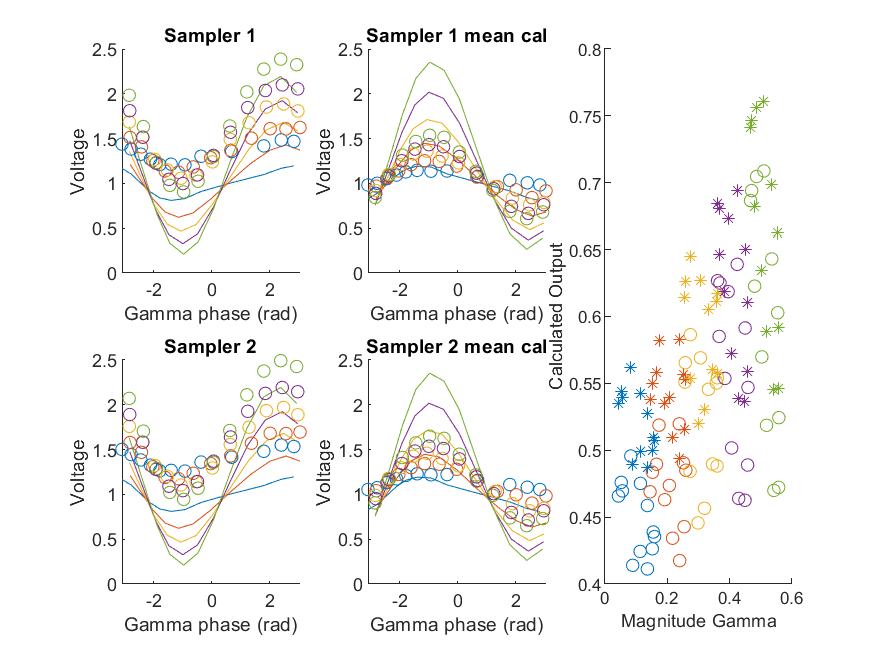 Sampler 1
2.5
2
1.5
1
0.5
0
Voltage
-2 0 2
Gamma phase (rad)
Sampler 1 mean cal
2.5
2
1.5
1
0.5
0
Voltage
-2 0 2
Gamma phase (rad)
Sampler 2
2.5
2
1.5
1
0.5
0
Voltage
-2 0 2
Gamma phase (rad)
Sampler 2 mean cal
2.5
2
1.5
1
0.5
0
Voltage
-2 0 2
Gamma phase (rad)
0.8
0.75
0.7
0.65
0.6
0.55
0.5
0.45
0.4
Calculated Output
0 0.2 0.4 0.6
Magnitude Gamma